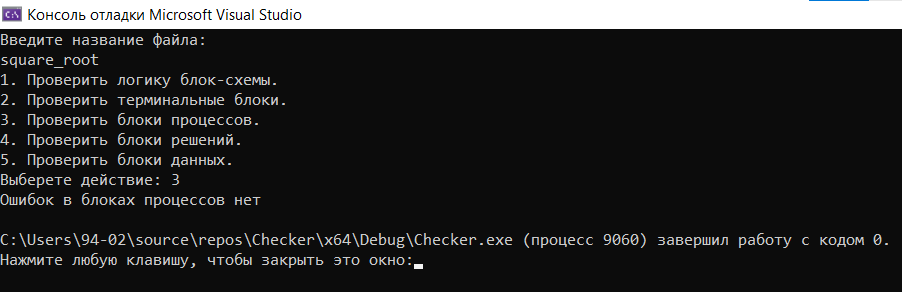 Консоль отладки Microsoft Visual Studio
Введите название файла:
square_root
1. Проверить логику блок-схемы.
2. Проверить терминальные блоки.
3. Проверить блоки процессов.
4. Проверить блоки решений.
5. Проверить блоки данных.
Выберете действие: 3
Ошибок в блоках процессов нет
C:\Users\94-02\source\repos\Checker\x64\Debug\Checker.exe (процесс 9060) завершил работу с кодом 0.
Нажмите любую клавишу, чтобы закрыть это окно: